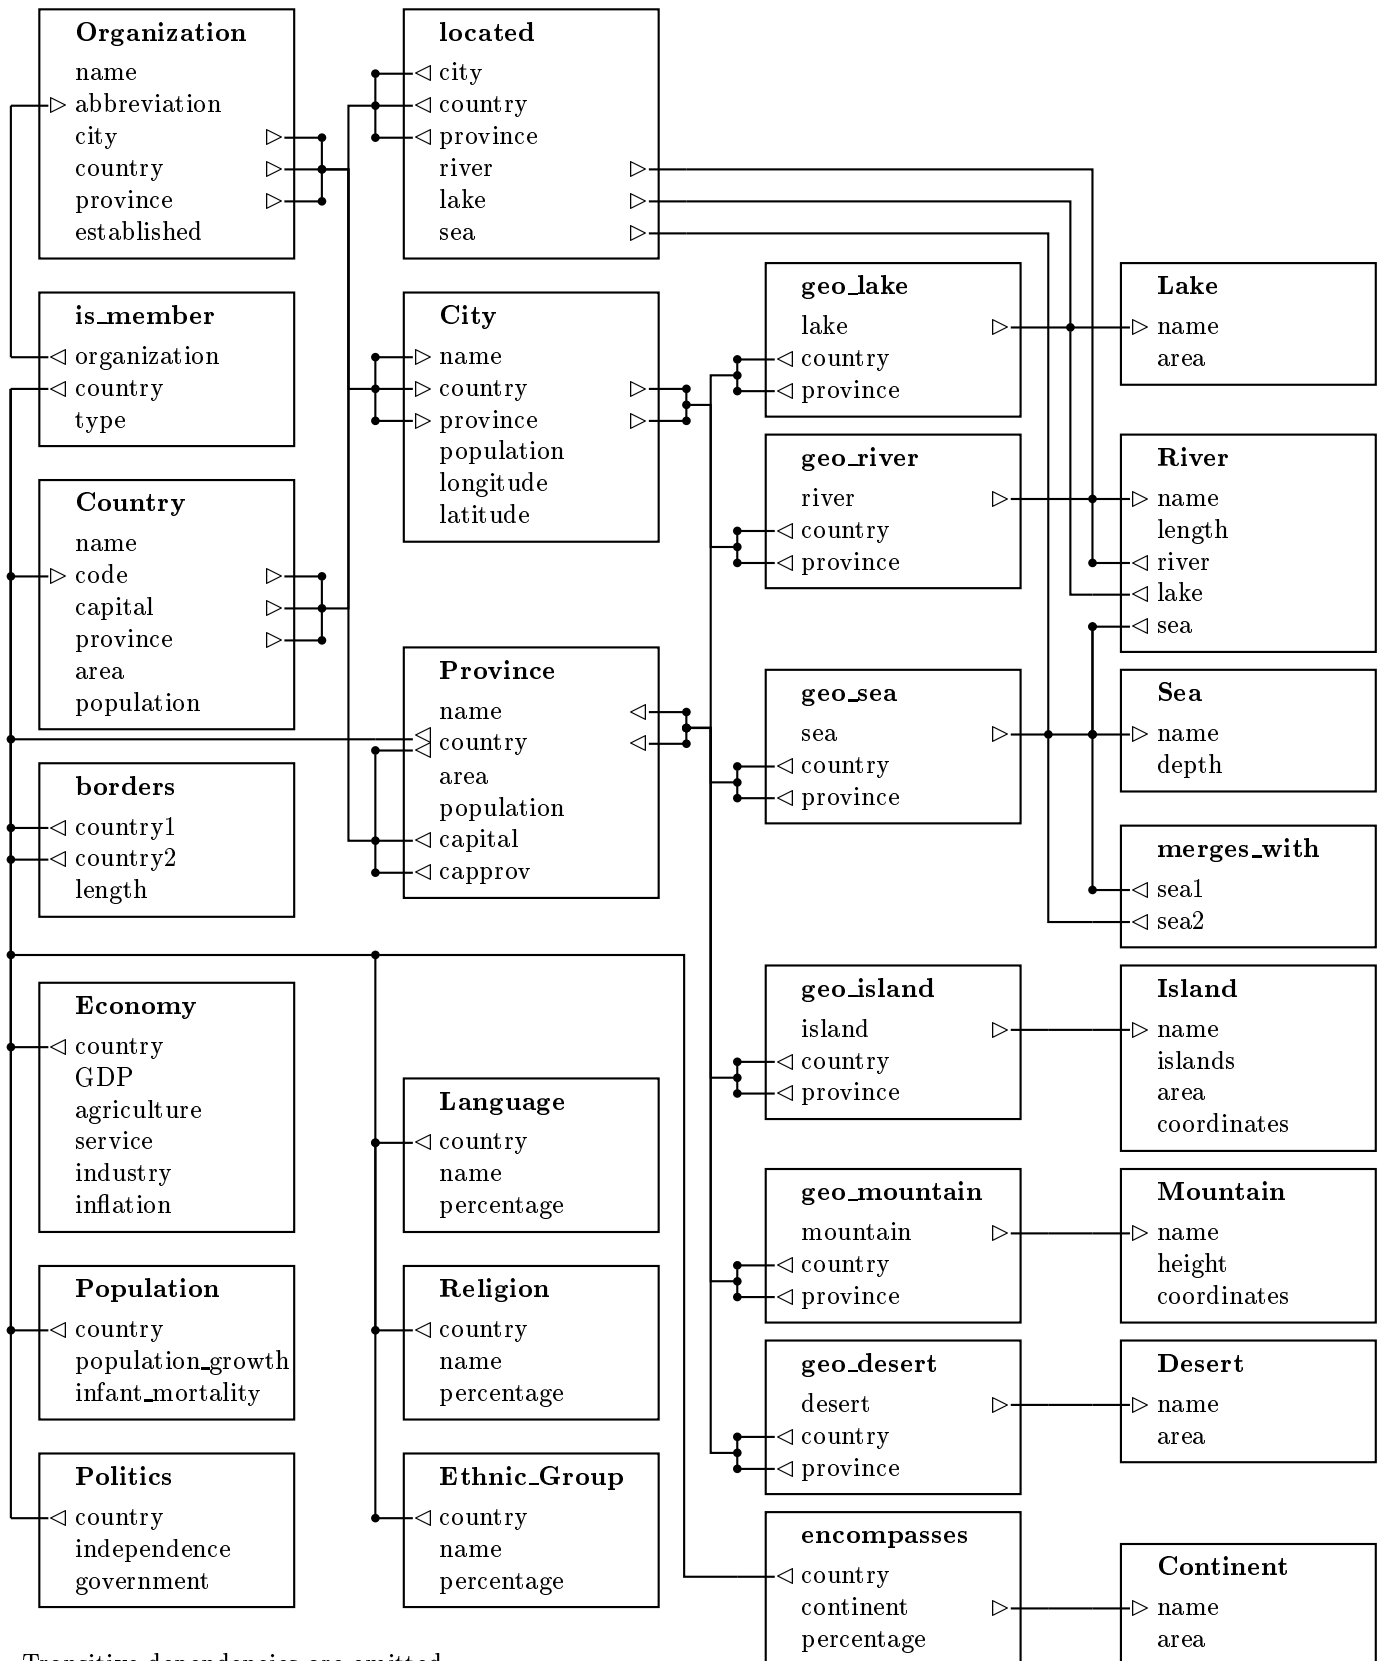 Organization
name
abbreviation
city
country
province
established
located
city
country
province
river
lake
sea
is_member
organization
country
type
City
name
country
province
population
longitude
latitude
geo_lake
lake
country
province
Lake
name
area
geo_river
river
country
province
River
name
length
river
lake
sea
Country
name
code
capital
province
area
population
Province
name
country
area
population
capital
capprov
geo_sea
sea
country
province
Sea
name
depth
borders
country1
country2
length
merges_with
sea1
sea2
Economy
country
GDP
agriculture
service
industry
inflation
geo_island
island
country
province
Island
name
islands
area
coordinates
Language
country
name
percentage
geo_mountain
mountain
country
province
Mountain
name
height
coordinates
Population
country
population_growth
infant_mortality
Religion
country
name
percentage
geo_desert
desert
country
province
Desert
name
area
Politics
country
independence
government
Ethnic_Group
country
name
percentage
encompasses
country
continent
percentage
Continent
name
area
Transitive dependencies are omitted